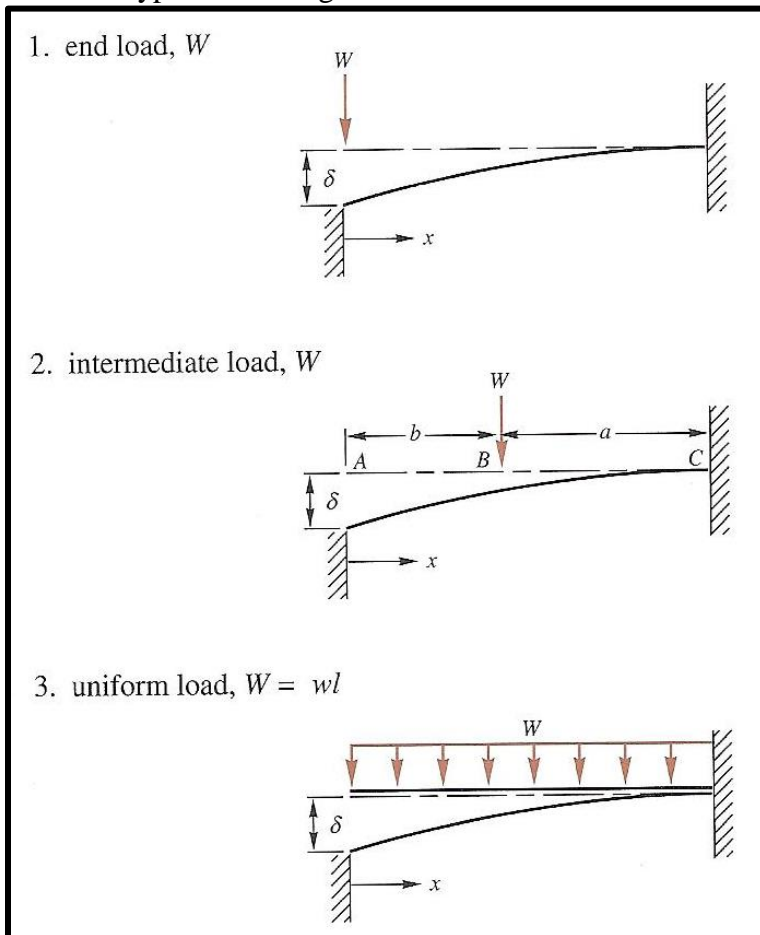 1. end load, W
W
δ
x
2. intermediate load, W
W
b
a
A
B
C
δ
x
3. uniform load, W = wl
W
δ
x